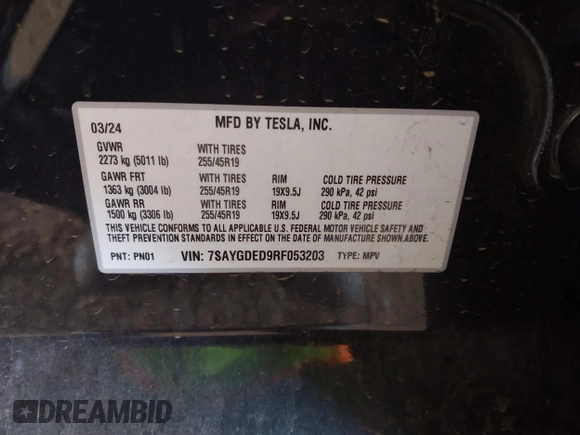 03/24 MFD BY TESLA, INC.
GVWR WITH TIRES
2273 kg (5011 lb) 255/45R19
GAWR FRT WITH TIRES RIM COLD TIRE PRESSURE
1363 kg (3004 lb) 255/45R19 19X9.5J 290 kPa, 42 psi
GAWR RR WITH TIRES RIM COLD TIRE PRESSURE
1500 kg (3306 lb) 255/45R19 19X9.5J 290 kPa, 42 psi
THIS VEHICLE CONFORMS TO ALL APPLICABLE U.S. FEDERAL MOTOR VEHICLE SAFETY AND
THEFT PREVENTION STANDARDS IN EFFECT ON THE DATE OF MANUFACTURE SHOWN ABOVE.
PNT: PN01 VIN: 7SAYGDED9RF053203 TYPE: MPV
DREAMBID